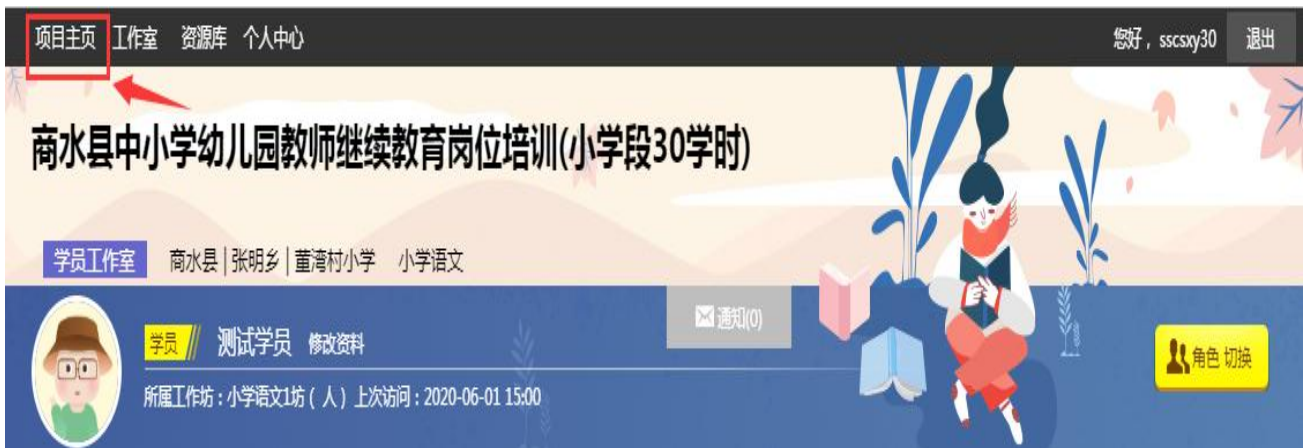 项目主页 工作室 资源库 个人中心 您好，sscsxy30 退出
商水县中小学幼儿园教师继续教育岗位培训(小学段30学时)
学员工作室 商水县|张明乡|董湾村小学 小学语文
通知(0)
学员 测试学员 修改资料
角色 切换
所属工作坊：小学语文1坊（ 人）上次访问：2020-06-01 15:00